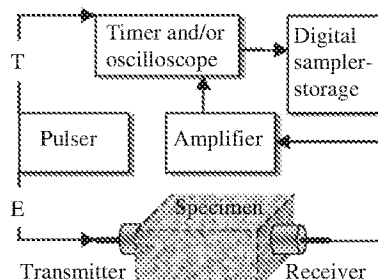 Timer and/or
oscilloscope
Digital
sampler-
storage
T
Pulser
Amplifier
E
Specimen
Transmitter
Receiver